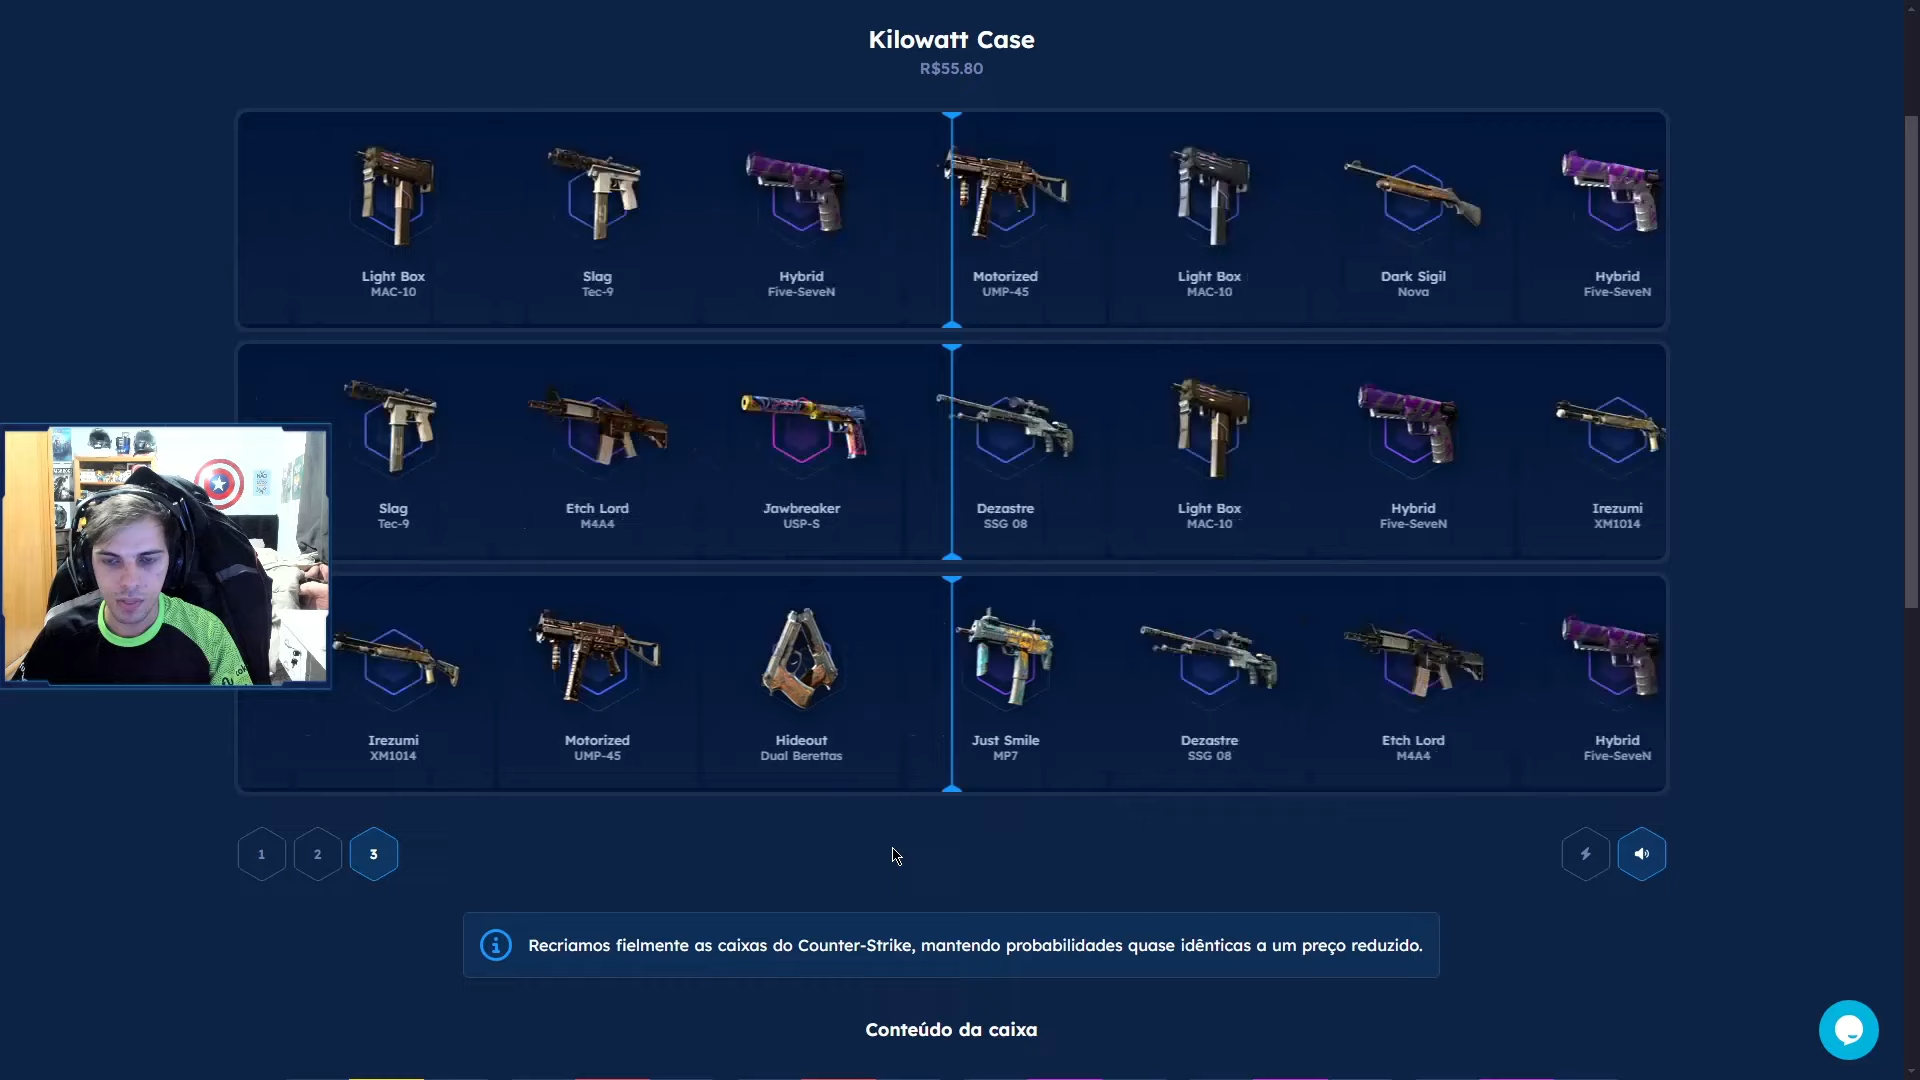 Kilowatt Case
R$55.80
Light Box
MAC-10
Slag
Tec-9
Hybrid
Five-SeveN
Motorized
UMP-45
Light Box
MAC-10
Dark Sigil
Nova
Hybrid
Five-SeveN
Slag
Tec-9
Etch Lord
M4A4
Jawbreaker
USP-S
Dezastre
SSG 08
Light Box
MAC-10
Hybrid
Five-SeveN
Irezumi
XM1014
Irezumi
XM1014
Motorized
UMP-45
Hideout
Dual Berettas
Just Smile
MP7
Dezastre
SSG 08
Etch Lord
M4A4
Hybrid
Five-SeveN
1
2
3
Recriamos fielmente as caixas do Counter-Strike, mantendo probabilidades quase idênticas a um preço reduzido.
Conteúdo da caixa